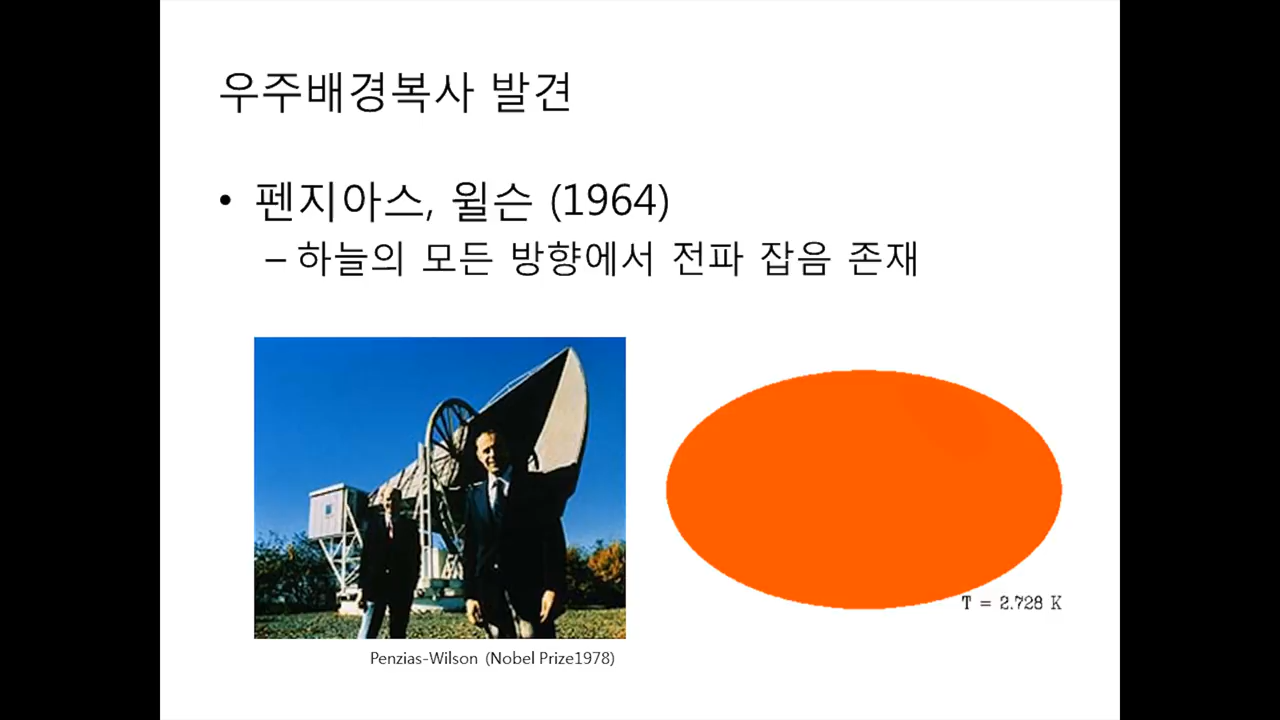 우주배경복사 발견
• 펜지아스, 윌슨 (1964)
– 하늘의 모든 방향에서 전파 잡음 존재
T = 2.728 K
Penzias-Wilson (Nobel Prize1978)